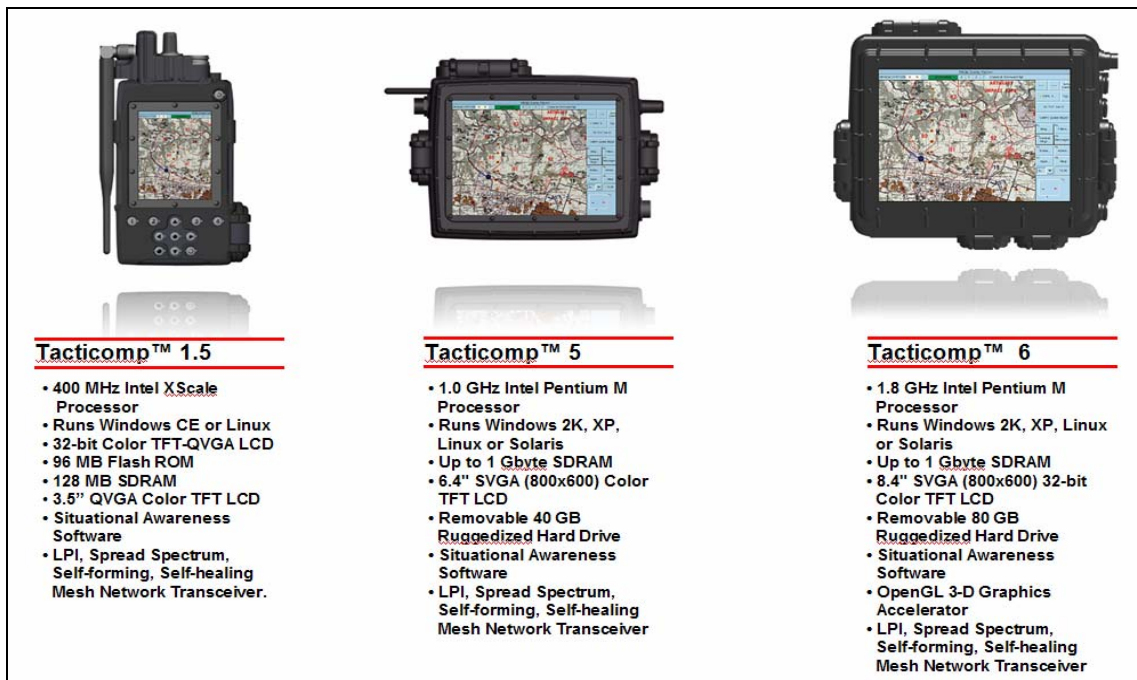 Tacticomp™ 1.5
• 400 MHz Intel XScale
Processor
• Runs Windows CE or Linux
• 32-bit Color TFT-QVGA LCD
• 96 MB Flash ROM
• 128 MB SDRAM
• 3.5” QVGA Color TFT LCD
• Situational Awareness
Software
• LPI, Spread Spectrum,
Self-forming, Self-healing
Mesh Network Transceiver.
Tacticomp™ 5
• 1.0 GHz Intel Pentium M
Processor
• Runs Windows 2K, XP,
Linux or Solaris
• Up to 1 Gbyte SDRAM
• 6.4" SVGA (800x600) Color
TFT LCD
• Removable 40 GB
Ruggedized Hard Drive
• Situational Awareness
Software
• LPI, Spread Spectrum,
Self-forming, Self-healing
Mesh Network Transceiver
Tacticomp™ 6
• 1.8 GHz Intel Pentium M
Processor
• Runs Windows 2K, XP, Linux
or Solaris
• Up to 1 Gbyte SDRAM
• 8.4" SVGA (800x600) 32-bit
Color TFT LCD
• Removable 80 GB
Ruggedized Hard Drive
• Situational Awareness
Software
• OpenGL 3-D Graphics
Accelerator
• LPI, Spread Spectrum,
Self-forming, Self-healing
Mesh Network Transceiver